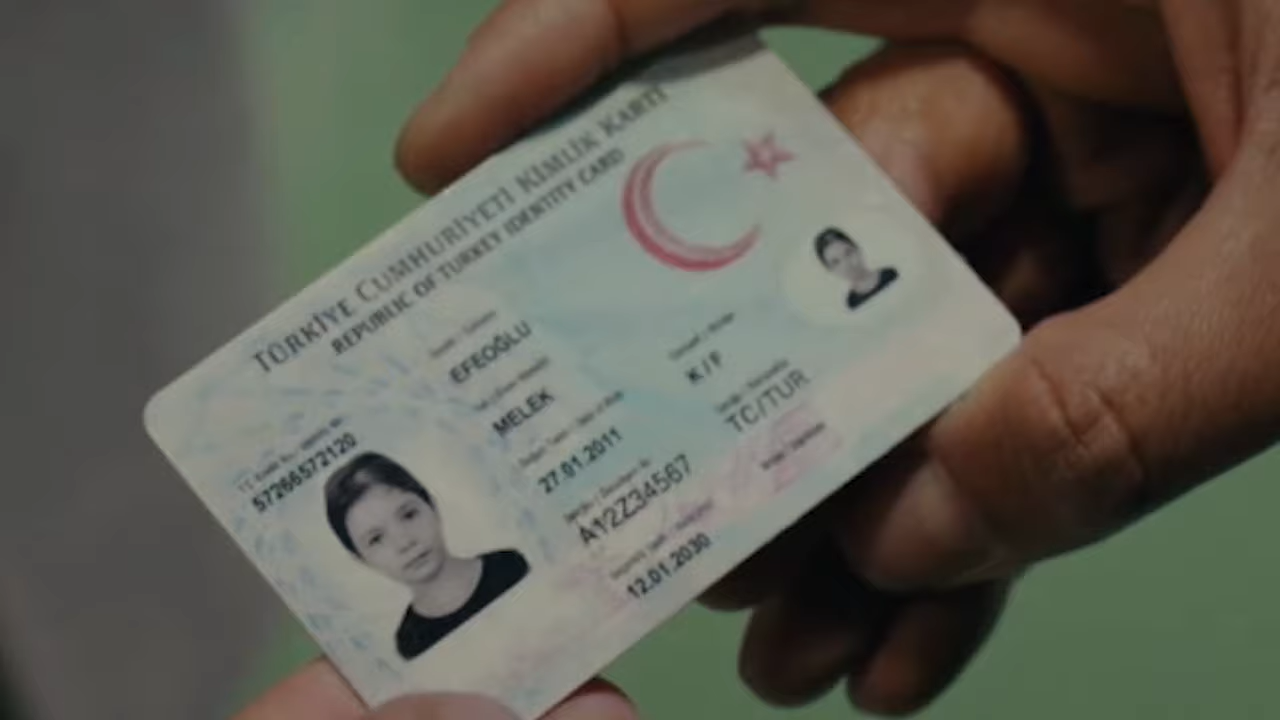 TÜRKİYE CUMHURİYETİ KİMLİK KARTI
REPUBLIC OF TURKEY IDENTITY CARD
57266572120
EFEOĞLU
MELEK
27.01.2011
K / F
A12Z34567
TC/TUR
12.01.2030